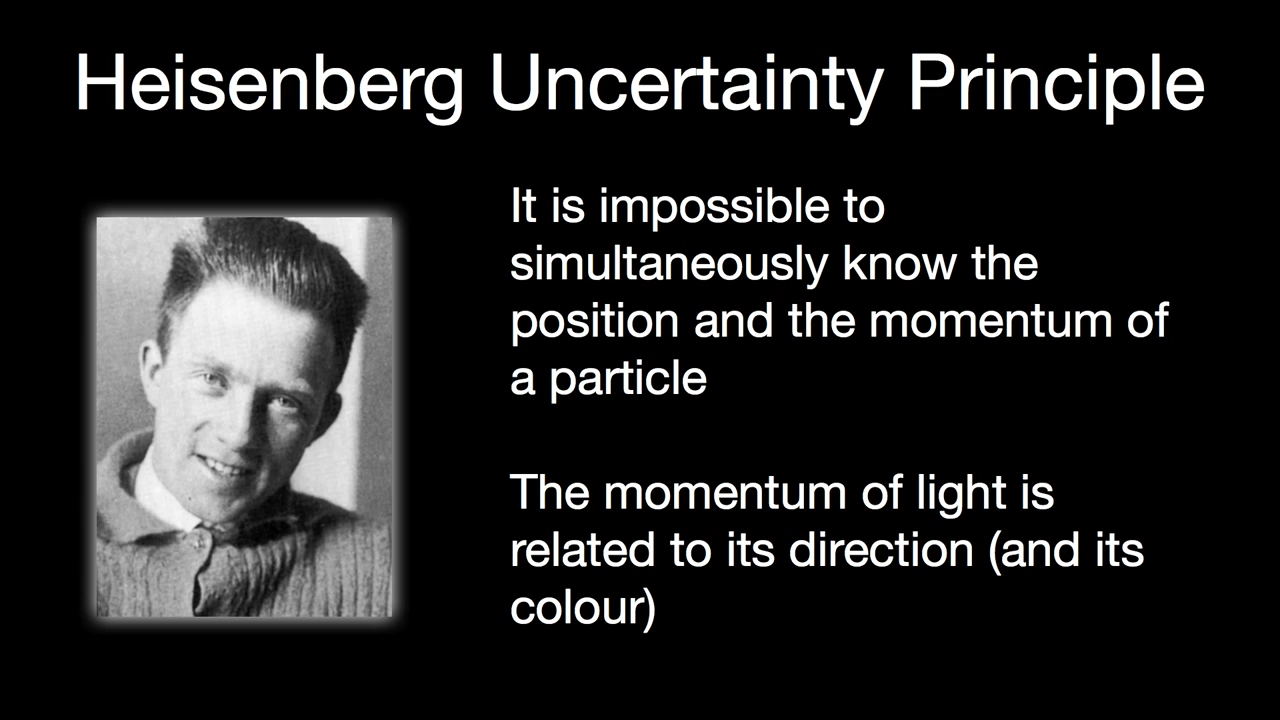 Heisenberg Uncertainty Principle
It is impossible to
simultaneously know the
position and the momentum of
a particle
The momentum of light is
related to its direction (and its
colour)